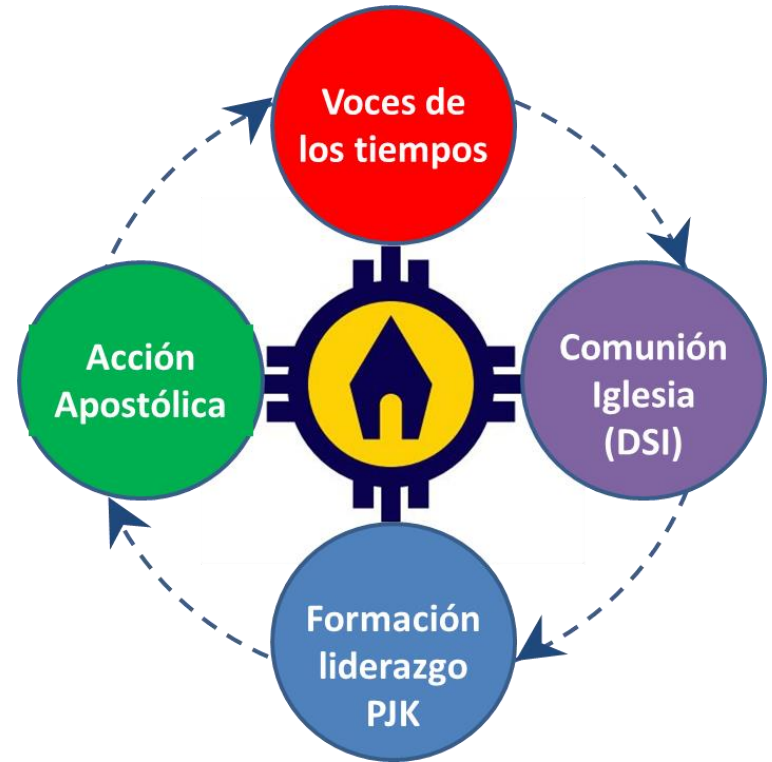 Voces de
los tiempos
Comunión
Iglesia
(DSI)
Formación
liderazgo
PJK
Acción
Apostólica